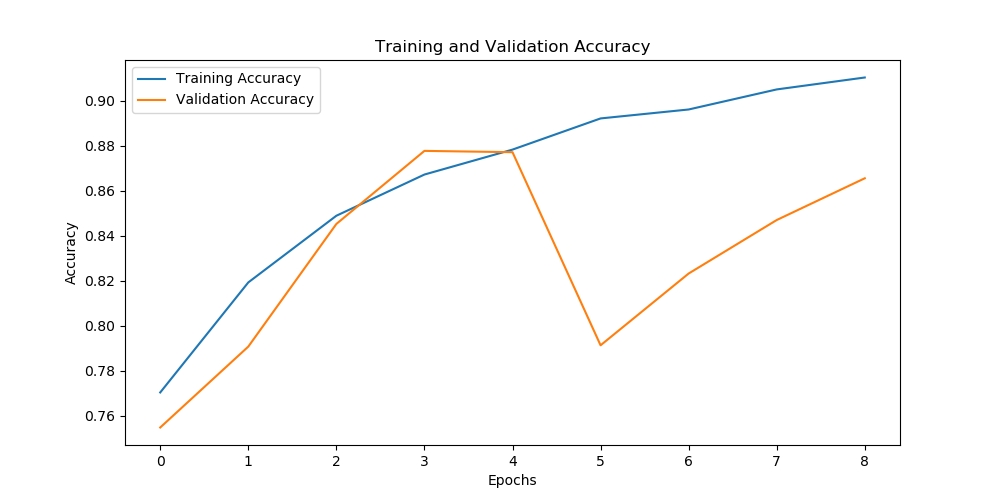 Training and Validation Accuracy
Training Accuracy
Validation Accuracy
Accuracy
0.90
0.88
0.86
0.84
0.82
0.80
0.78
0.76
0 1 2 3 4 5 6 7 8
Epochs